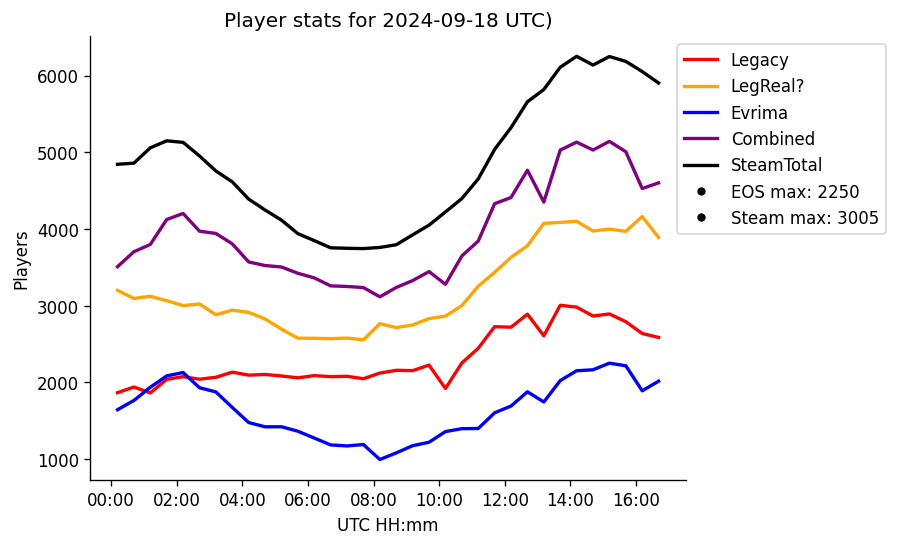 Player stats for 2024-09-18 UTC)
Players
6000
5000
4000
3000
2000
1000
00:00 02:00 04:00 06:00 08:00 10:00 12:00 14:00 16:00
UTC HH:mm
Legacy
LegReal?
Evrima
Combined
SteamTotal
EOS max: 2250
Steam max: 3005